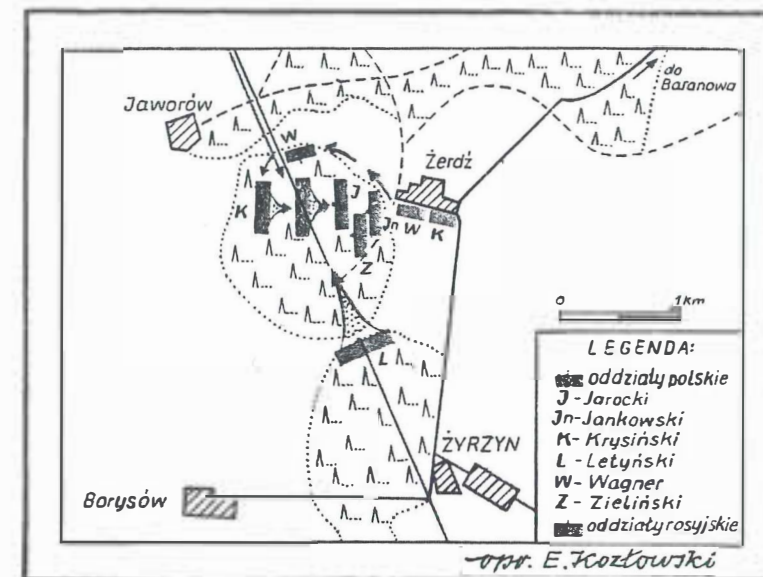 Jaworów
do
Baranowa
W
Żerdź
K
J
Jn W K
Z
0 1km
L
LEGENDA:
oddziały polskie
J - Jarocki
Jn - Jankowski
K - Krysiński
L - Letyński
W - Wagner
Z - Zieliński
oddziały rosyjskie
ŻYRZYN
Borysów
opr. E. Kozłowski